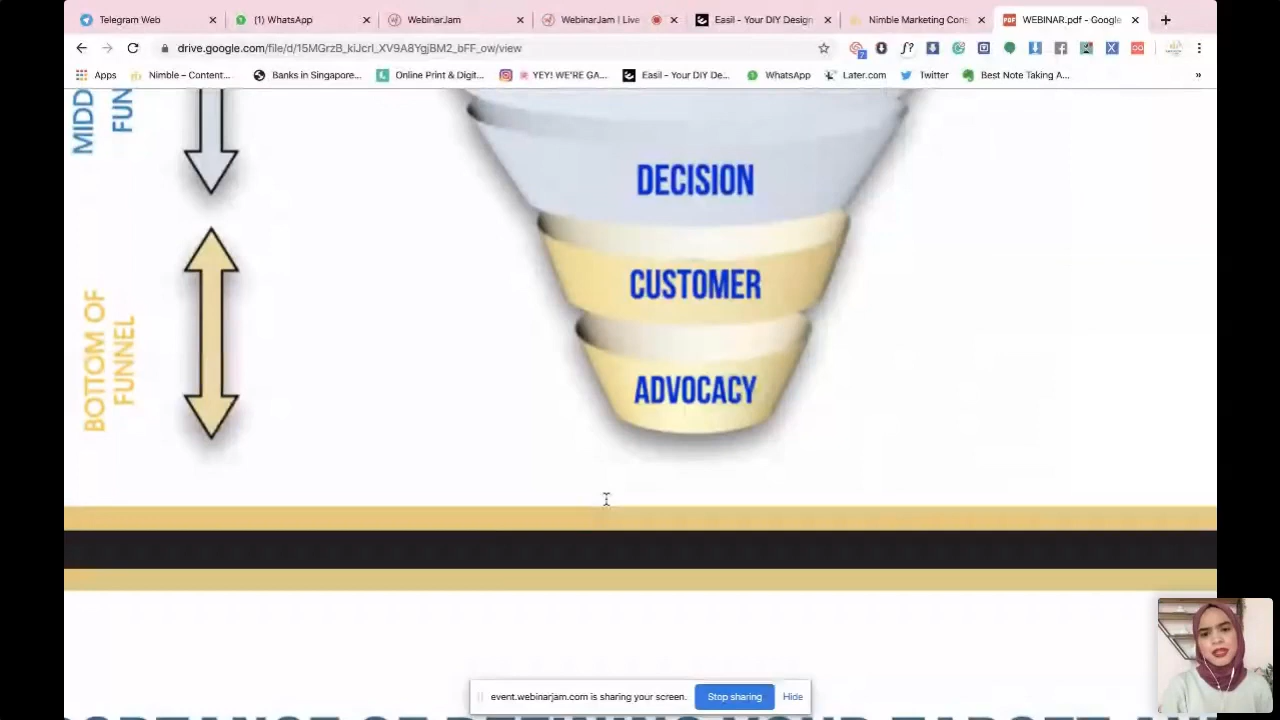 Telegram Web
(1) WhatsApp
WebinarJam
WebinarJam | Live
Easil - Your DIY Design
Nimble Marketing Cons
WEBINAR.pdf - Google
drive.google.com/file/d/15MGrzB_kiJcrI_XV9A8YgjBM2_bFF_ow/view
Apps
Nimble – Content...
Banks in Singapore...
Online Print & Digit...
YEY! WE'RE GA...
Easil - Your DIY De...
WhatsApp
Later.com
Twitter
Best Note Taking A...
»
MIDD
FUN
DECISION
CUSTOMER
BOTTOM OF
FUNNEL
ADVOCACY
event.webinarjam.com is sharing your screen.
Stop sharing
Hide